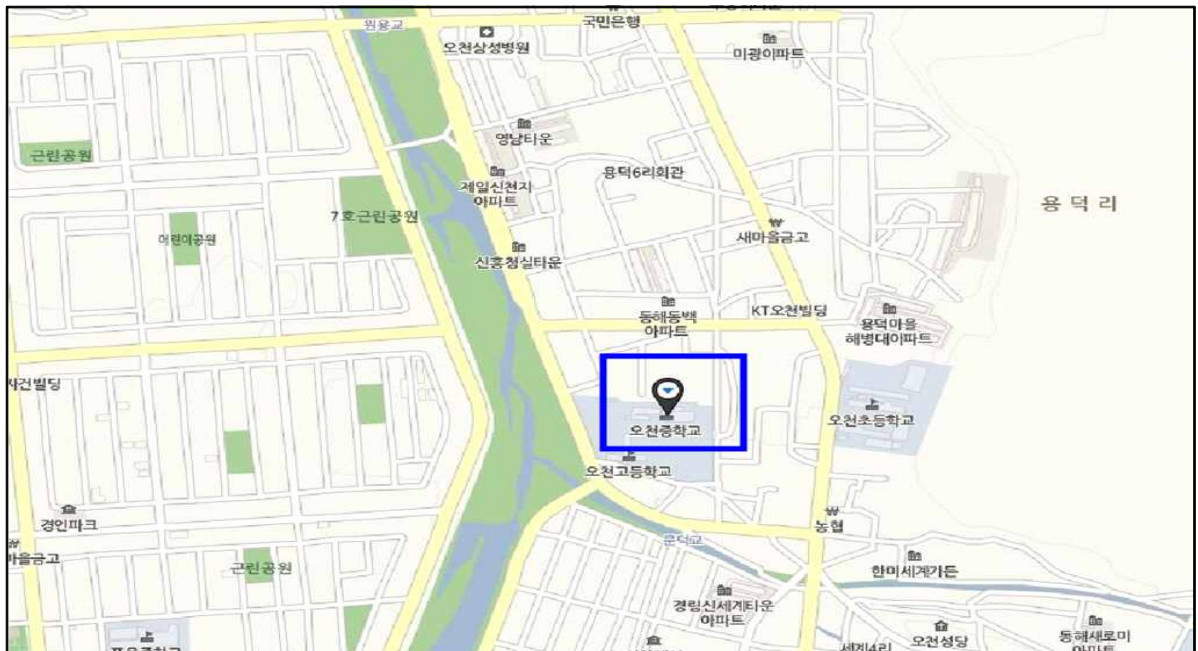 원용교
국민은행
오천삼성병원
미광아파트
영남타운
근린공원
용덕6리회관
제일신천지
아파트
용덕리
7호근린공원
어린이공원
새마을금고
신흥청실타운
동해동백
아파트
KT오천빌딩
용덕마을
해병대아파트
오천중학교
오천초등학교
오천고등학교
경인파크
농협
문덕교
마을금고
근린공원
한미세계가든
경림신세계타운
아파트
오천성당
동해새로미
세계4리